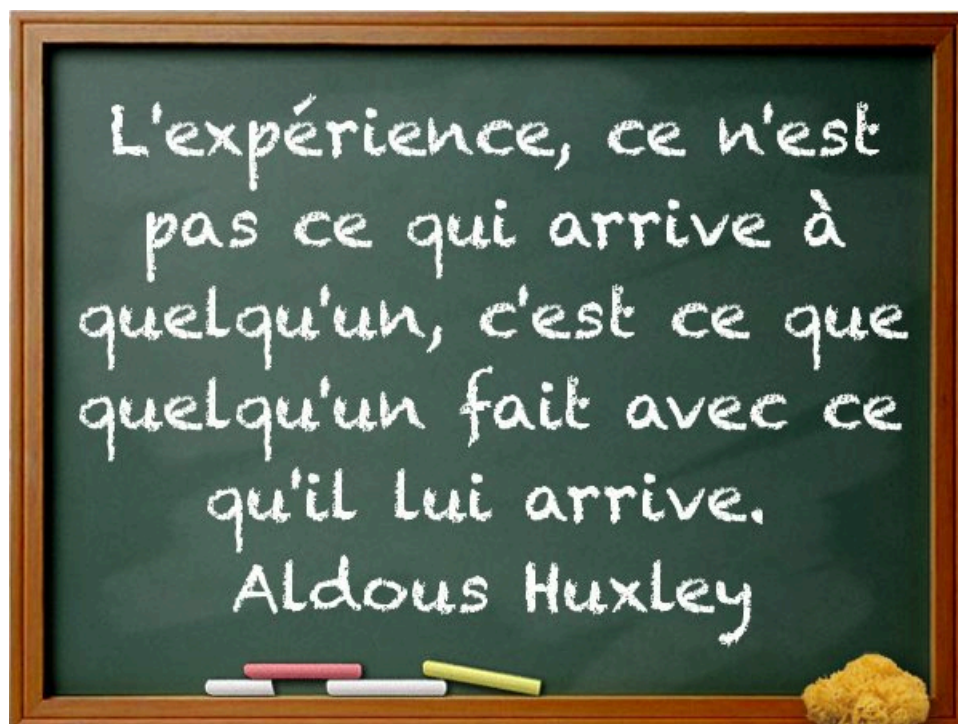 L'expérience, ce n'est
pas ce qui arrive à
quelqu'un, c'est ce que
quelqu'un fait avec ce
qu'il lui arrive.
Aldous Huxley